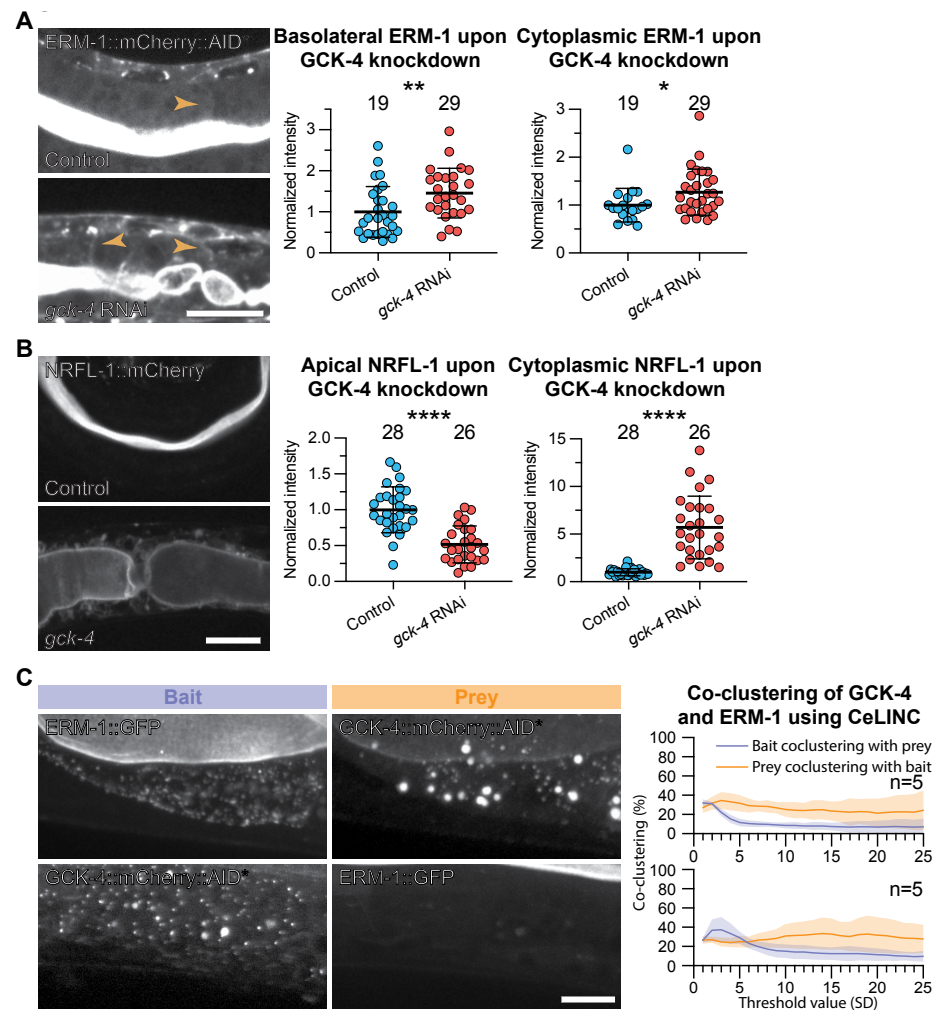 A
ERM-1::mCherry::AID*
Control
gck-4 RNAi
Basolateral ERM-1 upon
GCK-4 knockdown
**
19 29
Normalized intensity
3
2
1
0
Control
gck-4 RNAi
Cytoplasmic ERM-1 upon
GCK-4 knockdown
*
19 29
Normalized intensity
3
2
1
0
Control
gck-4 RNAi
B
NRFL-1::mCherry
Control
gck-4
Apical NRFL-1 upon
GCK-4 knockdown
****
28 26
Normalized intensity
2.0
1.5
1.0
0.5
0.0
Control
gck-4 RNAi
Cytoplasmic NRFL-1 upon
GCK-4 knockdown
****
28 26
Normalized intensity
15
10
5
0
Control
gck-4 RNAi
C
Bait
Prey
ERM-1::GFP
GCK-4::mCherry::AID*
GCK-4::mCherry::AID*
ERM-1::GFP
Co-clustering of GCK-4
and ERM-1 using CeLINC
Co-clustering (%)
100
80
60
40
20
0
Bait coclustering with prey
Prey coclustering with bait
n=5
0 5 10 15 20 25
100
80
60
40
20
0
n=5
0 5 10 15 20 25
Threshold value (SD)